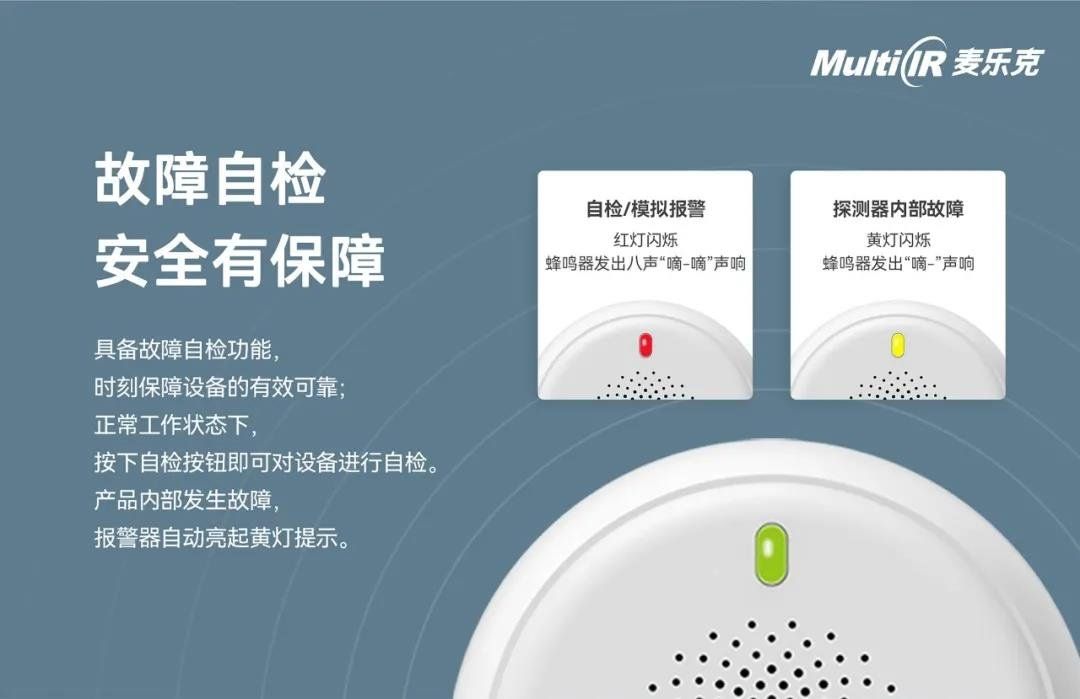 MultiIR 麦乐克
故障自检
安全有保障
具备故障自检功能,
时刻保障设备的有效可靠;
正常工作状态下,
按下自检按钮即可对设备进行自检。
产品内部发生故障,
报警器自动亮起黄灯提示。
自检/模拟报警
红灯闪烁
蜂鸣器发出八声“嘀-嘀”声响
探测器内部故障
黄灯闪烁
蜂鸣器发出“嘀-”声响